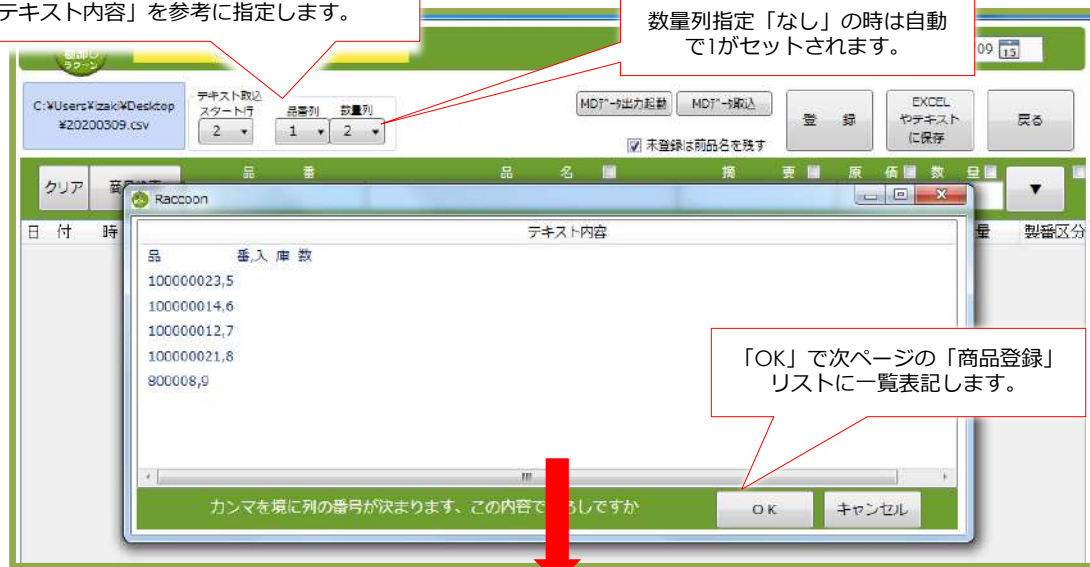 テキスト内容」を参考に指定します。
数量列指定「なし」の時は自動
で1がセットされます。
09 15
ラクーン
C:¥Users¥izaki¥Desktop
¥20200309.csv
テキスト取込
スタート行 品番列 数量列
2 1 2
MDﾃﾞｰﾀ出力起動 MDﾃﾞｰﾀ取込
未登録は前品名を残す
登 録
EXCEL
やテキスト
に保存
戻る
クリア
品 番 品 名 摘 要 原 価 数 量
▼
日 付 時 量 製番区分
Raccoon
テキスト内容
品 番,入 庫 数
100000023,5
100000014,6
100000012,7
100000021,8
800008,9
「OK」で次ページの「商品登録」
リストに一覧表記します。
カンマを境に列の番号が決まります、この内容で ろしですか
OK キャンセル